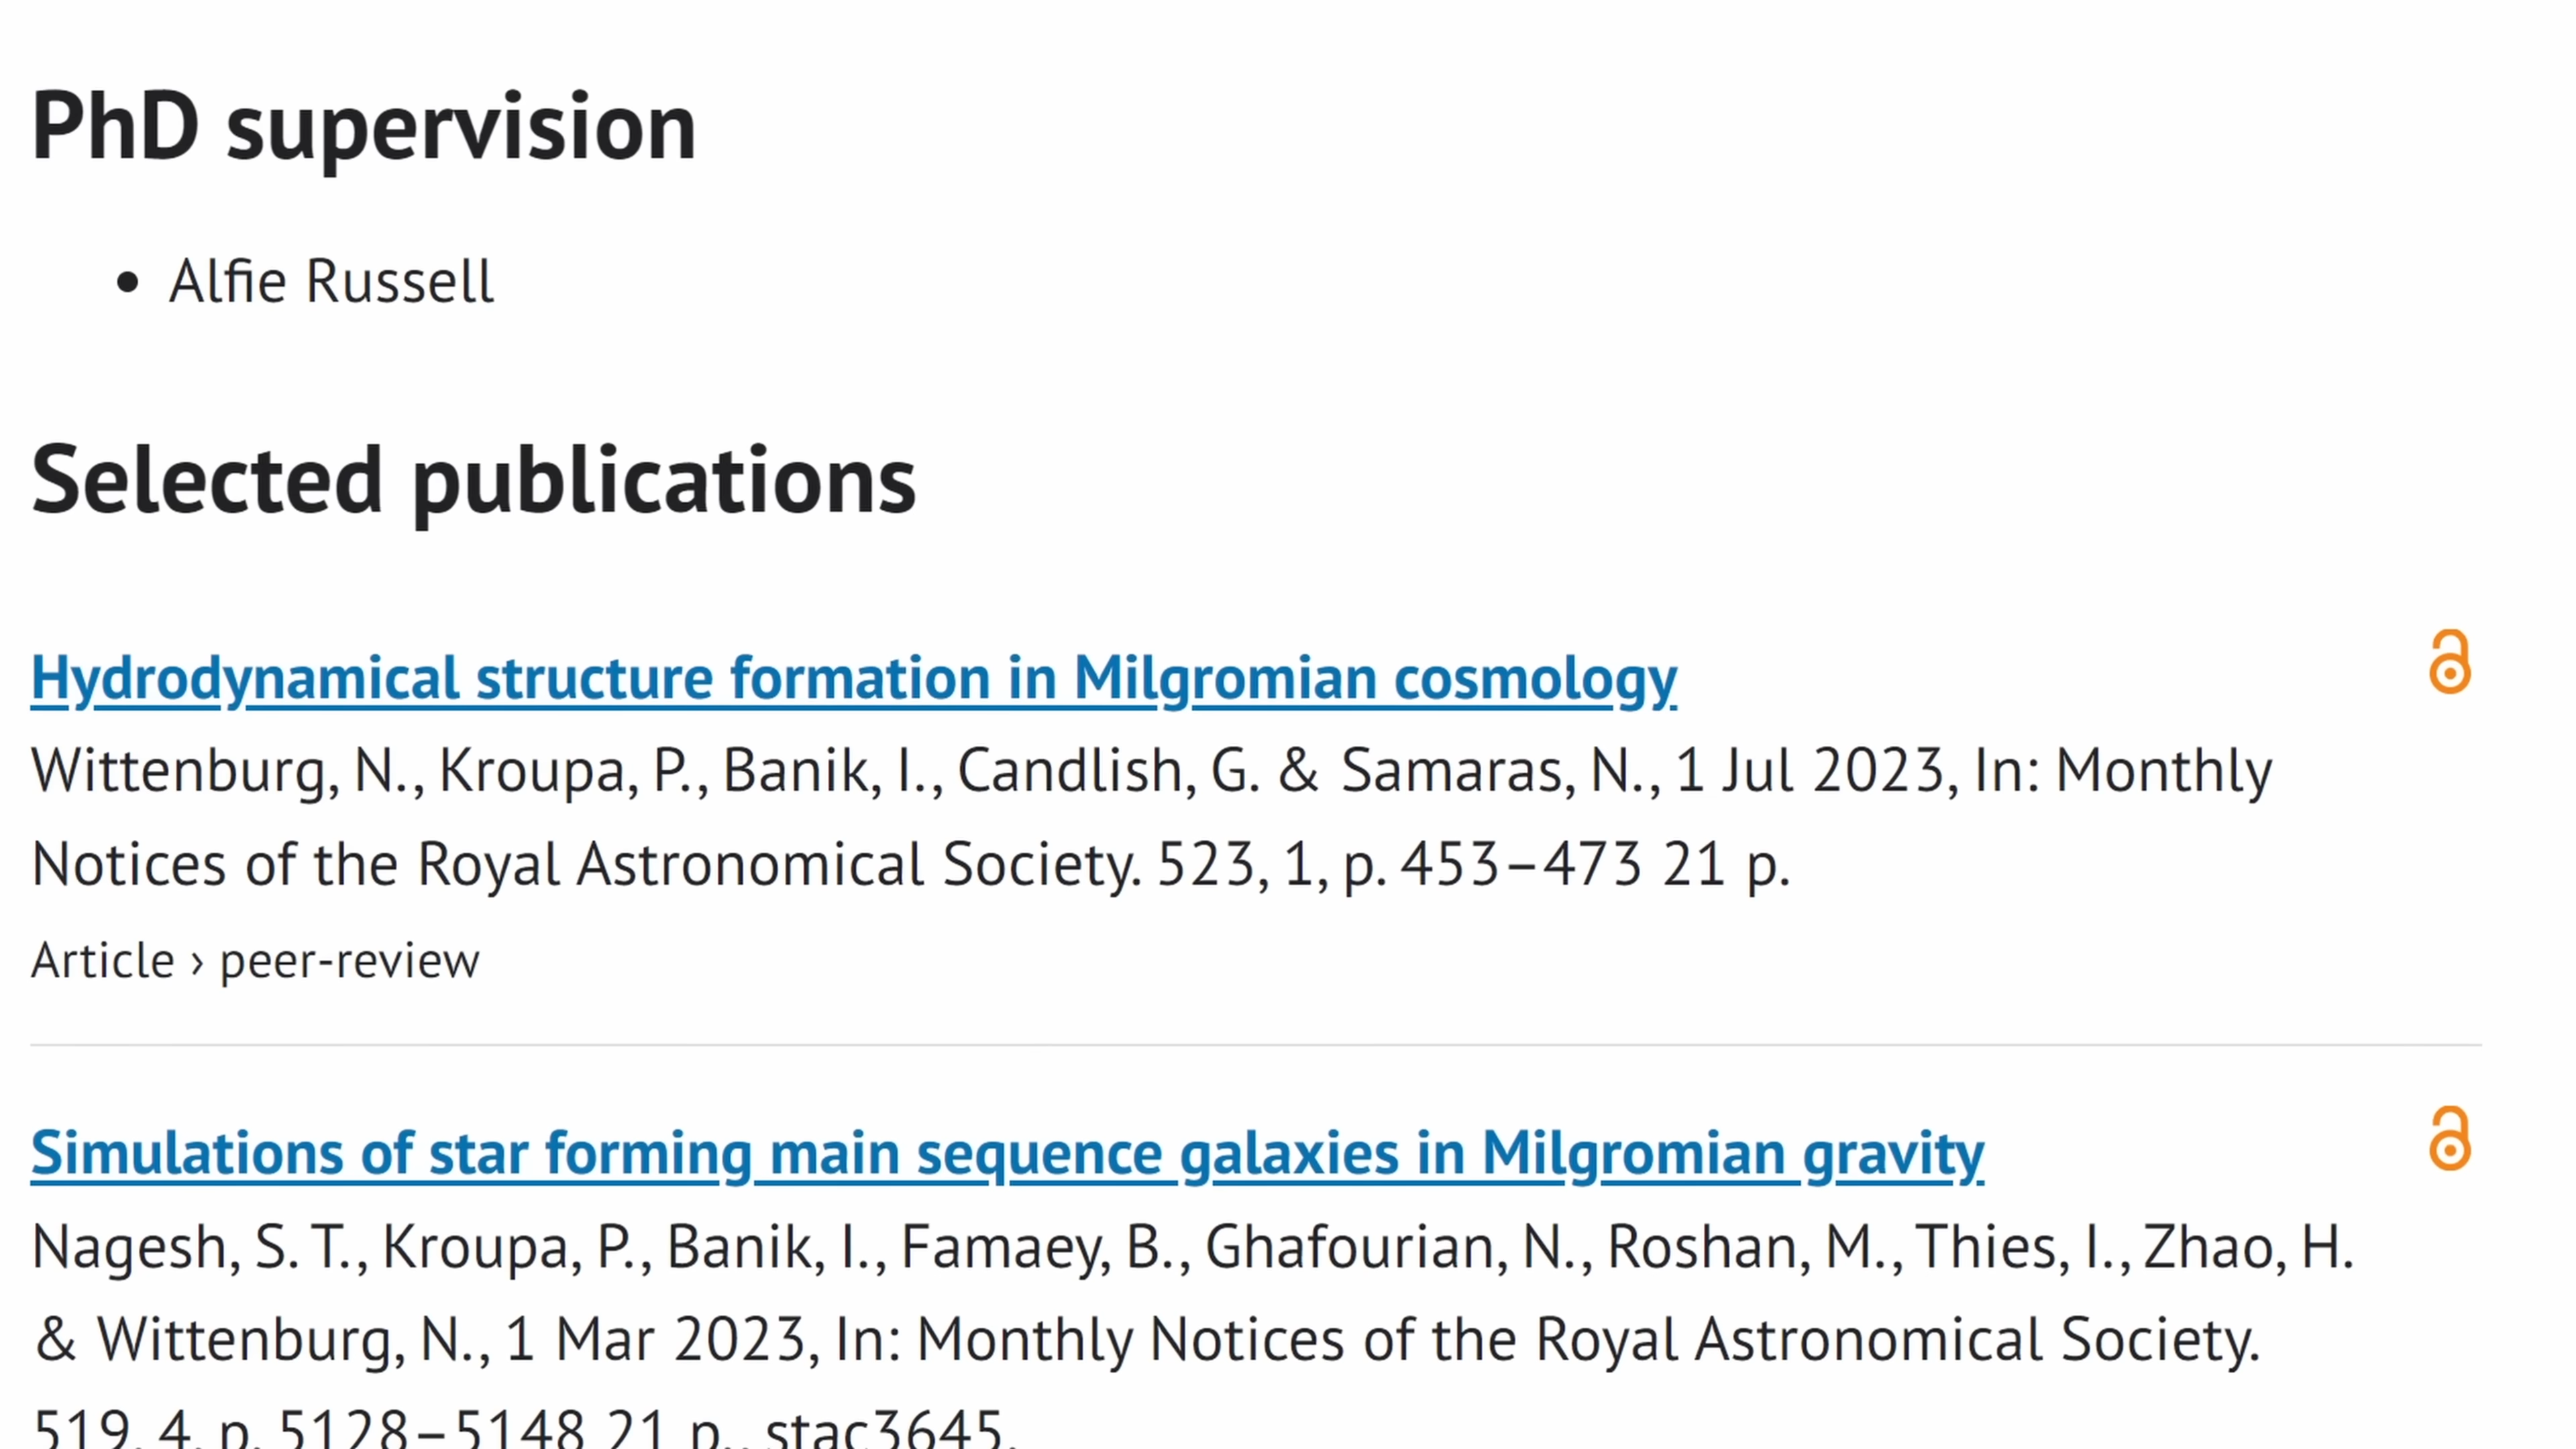 PhD supervision
• Alfie Russell
Selected publications
Hydrodynamical structure formation in Milgromian cosmology
Wittenburg, N., Kroupa, P., Banik, I., Candlish, G. & Samaras, N., 1 Jul 2023, In: Monthly
Notices of the Royal Astronomical Society. 523, 1, p. 453–473 21 p.
Article › peer-review
Simulations of star forming main sequence galaxies in Milgromian gravity
Nagesh, S. T., Kroupa, P., Banik, I., Famaey, B., Ghafourian, N., Roshan, M., Thies, I., Zhao, H.
& Wittenburg, N., 1 Mar 2023, In: Monthly Notices of the Royal Astronomical Society.
519, 4, p. 5128–5148 21 p., stac3645.